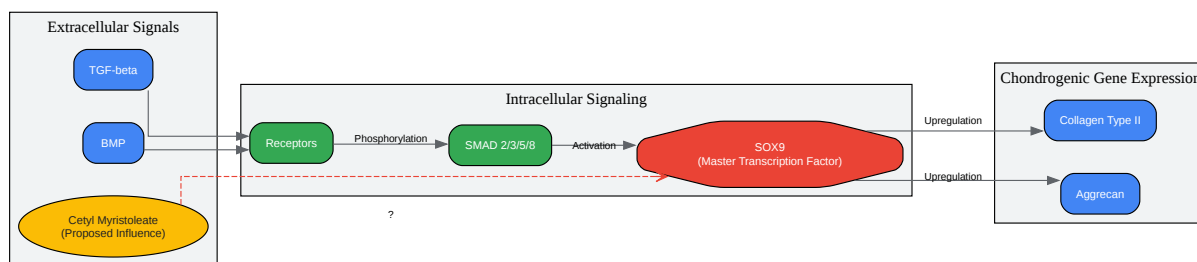 Extracellular Signals
TGF-beta
BMP
Cetyl Myristoleate
(Proposed Influence)
Intracellular Signaling
Receptors
Phosphorylation
SMAD 2/3/5/8
Activation
SOX9
(Master Transcription Factor)
?
Chondrogenic Gene Expression
Upregulation
Collagen Type II
Upregulation
Aggrecan